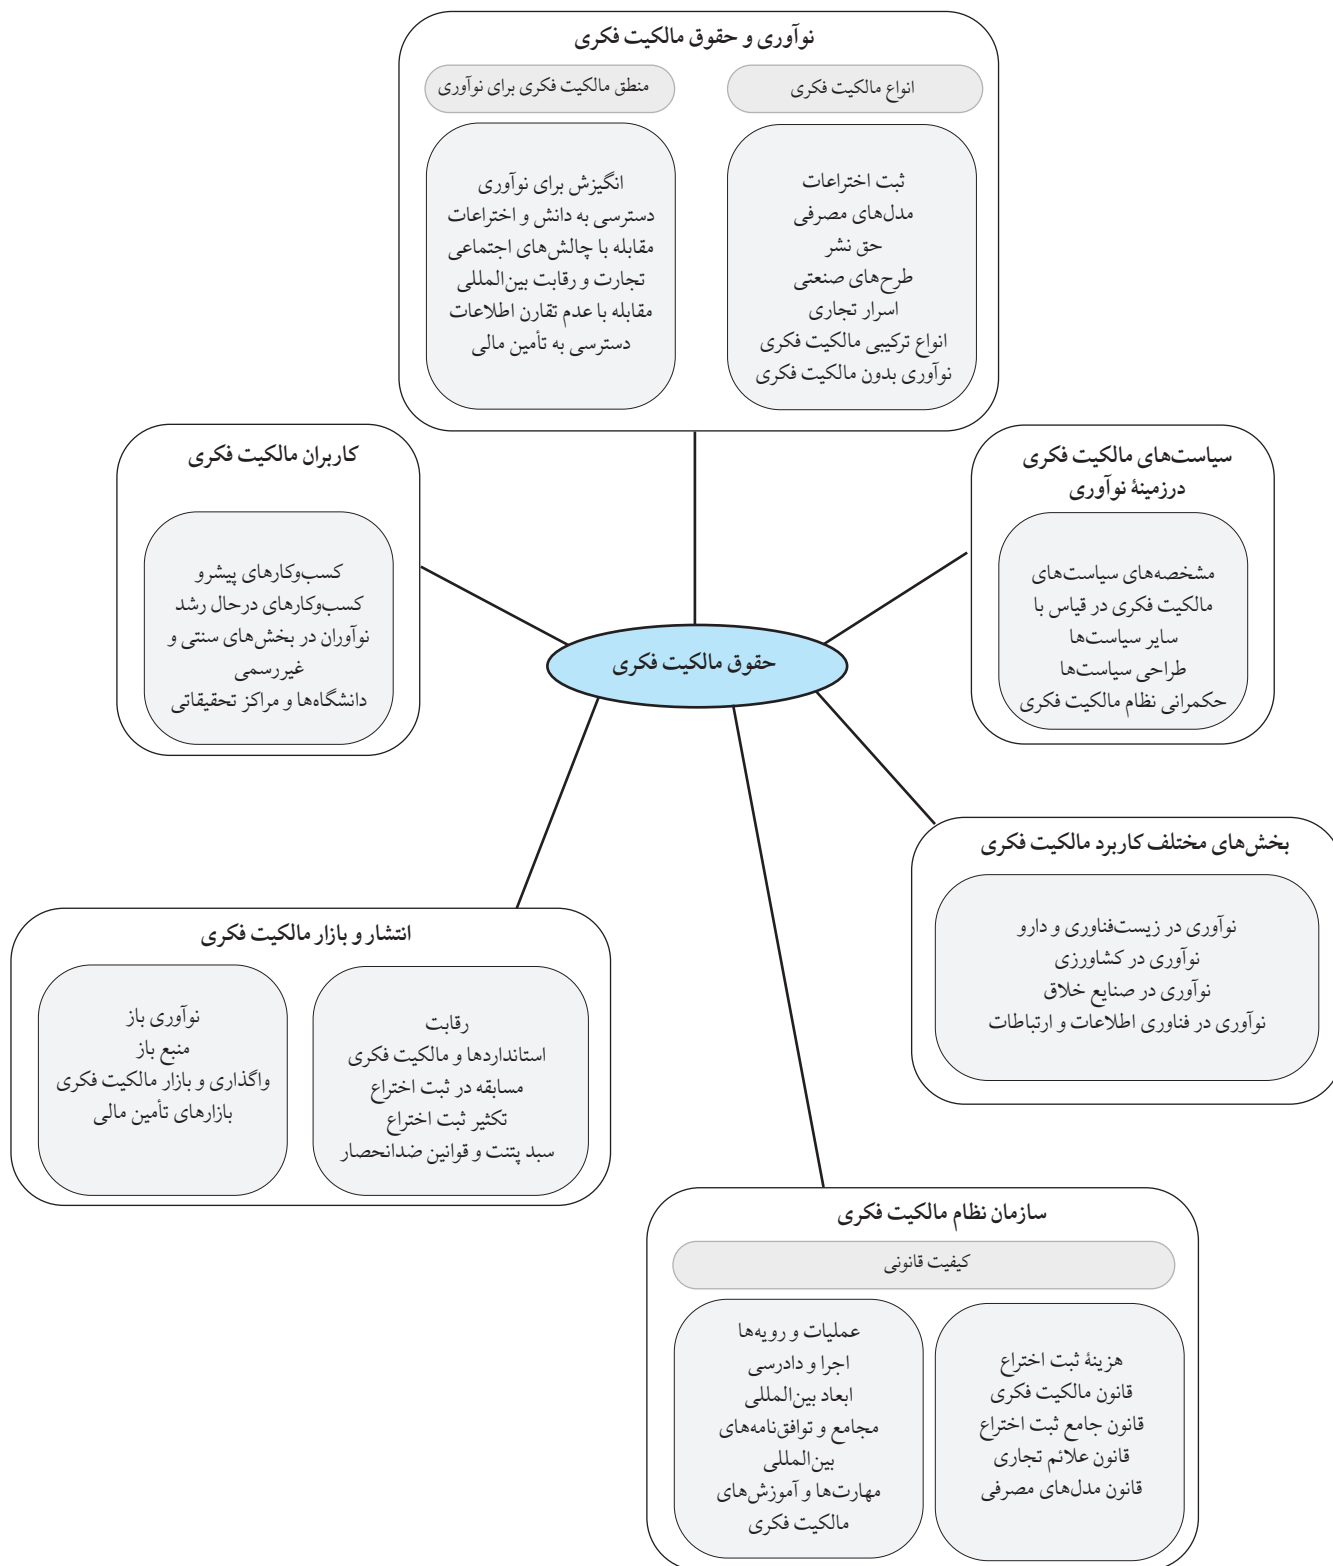 نوآوری و حقوق مالکیت فکری
انواع مالکیت فکری
ثبت اختراعات
مدل‌های مصرفی
حق نشر
طرح‌های صنعتی
اسرار تجاری
انواع ترکیبی مالکیت فکری
نوآوری بدون مالکیت فکری
منطق مالکیت فکری برای نوآوری
انگیزش برای نوآوری
دسترسی به دانش و اختراعات
مقابله با چالش‌های اجتماعی
تجارت و رقابت بین‌المللی
مقابله با عدم تقارن اطلاعات
دسترسی به تأمین مالی
سیاست‌های مالکیت فکری
درزمینهٔ نوآوری
مشخصه‌های سیاست‌های
مالکیت فکری در قیاس با
سایر سیاست‌ها
طراحی سیاست‌ها
حکمرانی نظام مالکیت فکری
کاربران مالکیت فکری
کسب‌وکارهای پیشرو
کسب‌وکارهای درحال رشد
نوآوران در بخش‌های سنتی و
غیررسمی
دانشگاه‌ها و مراکز تحقیقاتی
حقوق مالکیت فکری
بخش‌های مختلف کاربرد مالکیت فکری
نوآوری در زیست‌فناوری و دارو
نوآوری در کشاورزی
نوآوری در صنایع خلاق
نوآوری در فناوری اطلاعات و ارتباطات
انتشار و بازار مالکیت فکری
رقابت
استانداردها و مالکیت فکری
مسابقه در ثبت اختراع
تکثیر ثبت اختراع
سبد پتنت و قوانین ضدانحصار
نوآوری باز
منبع باز
واگذاری و بازار مالکیت فکری
بازارهای تأمین مالی
سازمان نظام مالکیت فکری
کیفیت قانونی
هزینهٔ ثبت اختراع
قانون مالکیت فکری
قانون جامع ثبت اختراع
قانون علائم تجاری
قانون مدل‌های مصرفی
عملیات و رویه‌ها
اجرا و دادرسی
ابعاد بین‌المللی
مجامع و توافق‌نامه‌های
بین‌المللی
مهارت‌ها و آموزش‌های
مالکیت فکری